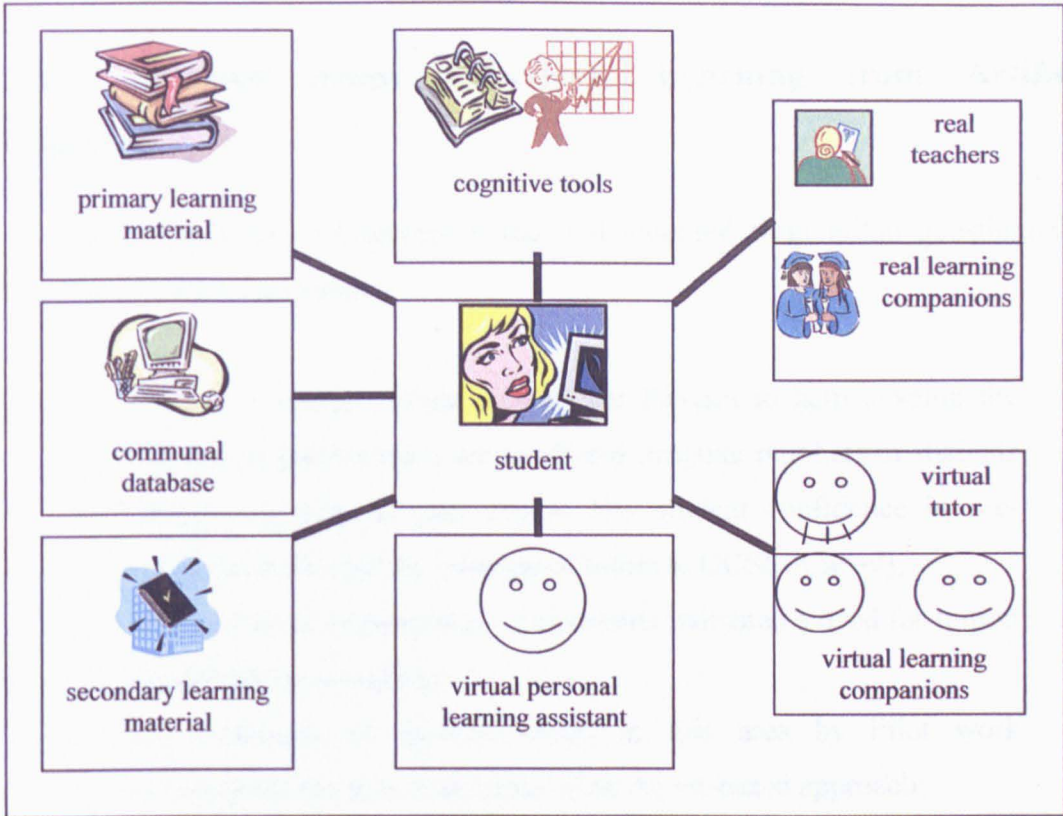 primary learning
material
cognitive tools
real
teachers
real learning
companions
communal
database
student
virtual
tutor
secondary learning
material
virtual personal
learning assistant
virtual learning
companions